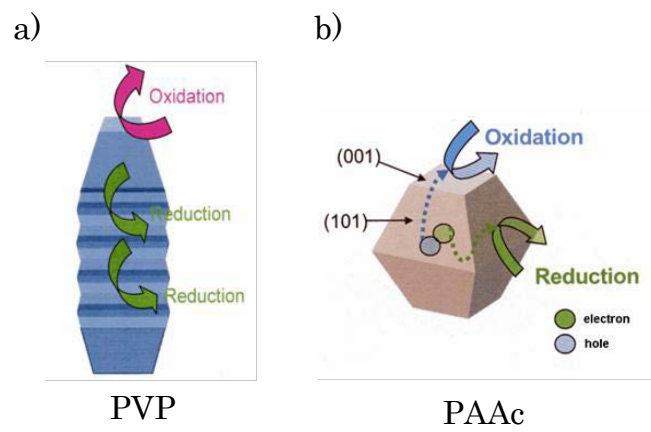 a)
Oxidation
Reduction
Reduction
PVP
b)
(001)
Oxidation
(101)
Reduction
electron
hole
PAAc